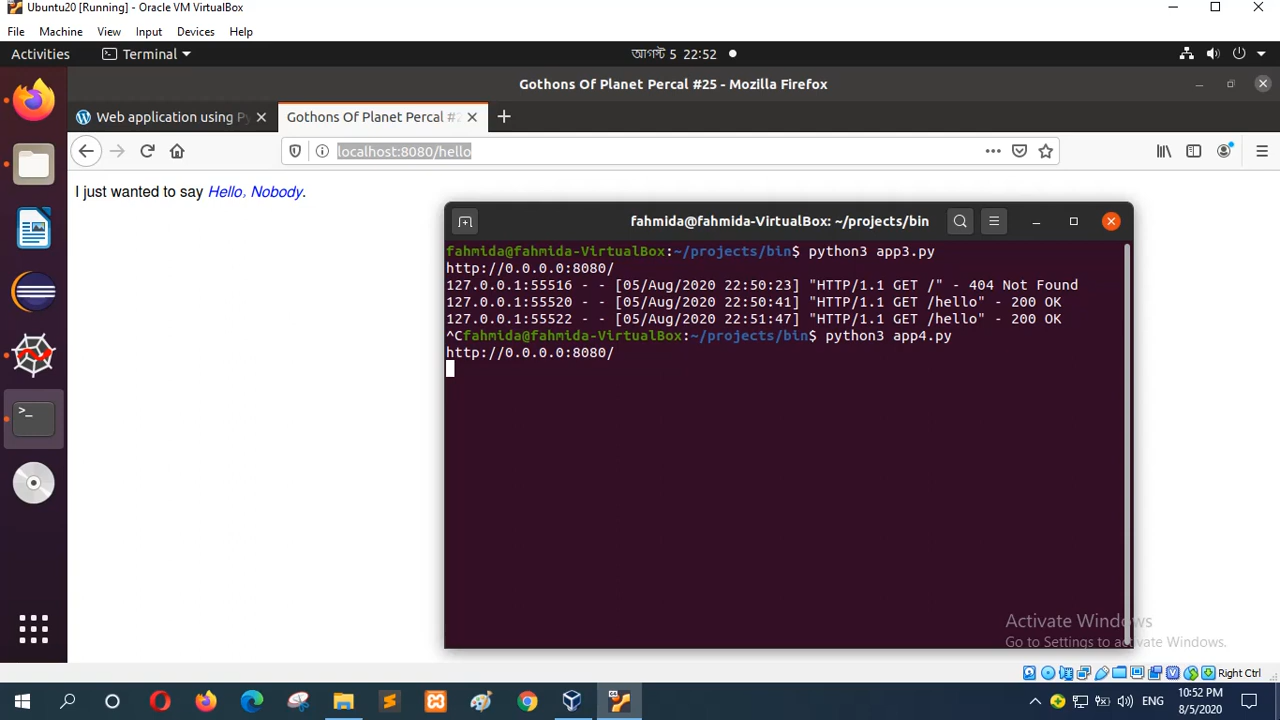 Ubuntu20 [Running] - Oracle VM VirtualBox
File Machine View Input Devices Help
Activities Terminal আগস্ট 5 22:52
Gothons Of Planet Percal #25 - Mozilla Firefox
Web application using Py
Gothons Of Planet Percal #2
localhost:8080/hello
I just wanted to say Hello, Nobody.
fahmida@fahmida-VirtualBox: ~/projects/bin
fahmida@fahmida-VirtualBox:~/projects/bin$ python3 app3.py
http://0.0.0.0:8080/
127.0.0.1:55516 - - [05/Aug/2020 22:50:23] "HTTP/1.1 GET /" - 404 Not Found
127.0.0.1:55520 - - [05/Aug/2020 22:50:41] "HTTP/1.1 GET /hello" - 200 OK
127.0.0.1:55522 - - [05/Aug/2020 22:51:47] "HTTP/1.1 GET /hello" - 200 OK
^Cfahmida@fahmida-VirtualBox:~/projects/bin$ python3 app4.py
http://0.0.0.0:8080/
Activate Windows
Go to Settings to activate Windows.
Right Ctrl
ENG
10:52 PM
8/5/2020